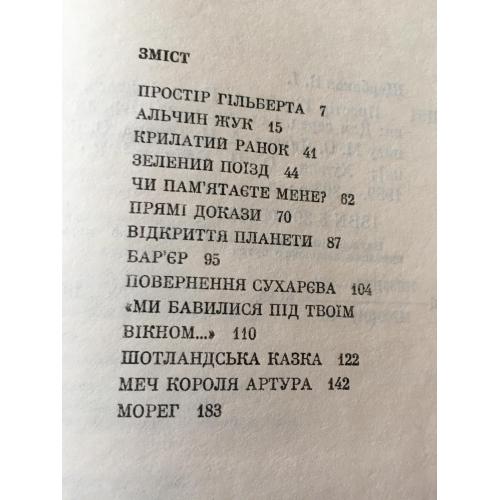 ЗМІСТ
ПРОСТІР ГІЛЬБЕРТА 7
АЛЬЧИН ЖУК 15
КРИЛАТИЙ РАНОК 41
ЗЕЛЕНИЙ ПОЇЗД 44
ЧИ ПАМ'ЯТАЄТЕ МЕНЕ? 62
ПРЯМІ ДОКАЗИ 70
ВІДКРИТТЯ ПЛАНЕТИ 87
БАР'ЄР 95
ПОВЕРНЕННЯ СУХАРЄВА 104
«МИ БАВИЛИСЯ ПІД ТВОЇМ
ВІКНОМ...» 110
ШОТЛАНДСЬКА КАЗКА 122
МЕЧ КОРОЛЯ АРТУРА 142
МОРЕГ 183